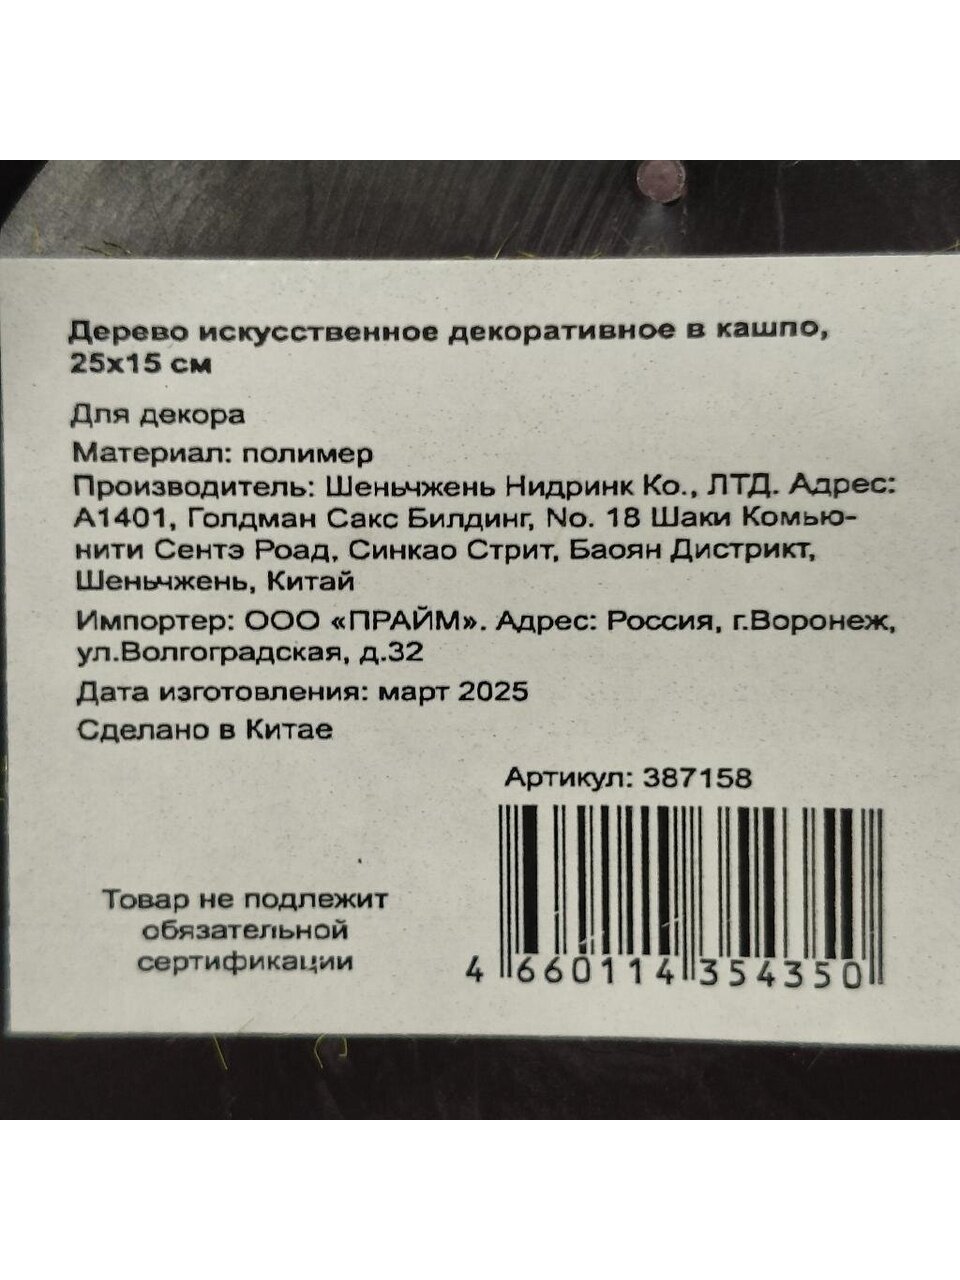 Дерево искусственное декоративное в кашпо,
25х15 см
Для декора
Материал: полимер
Производитель: Шеньчжень Нидринк Ко., ЛТД. Адрес:
А1401, Голдман Сакс Билдинг, No. 18 Шаки Комью-
нити Сентэ Роад, Синкао Стрит, Баоян Дистрикт,
Шеньчжень, Китай
Импортер: ООО «ПРАЙМ». Адрес: Россия, г.Воронеж,
ул.Волгоградская, д.32
Дата изготовления: март 2025
Сделано в Китае
Артикул: 387158
Товар не подлежит
обязательной
сертификации
4 660114 354350